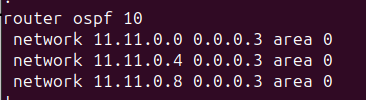 router ospf 10
 network 11.11.0.0 0.0.0.3 area 0
 network 11.11.0.4 0.0.0.3 area 0
 network 11.11.0.8 0.0.0.3 area 0